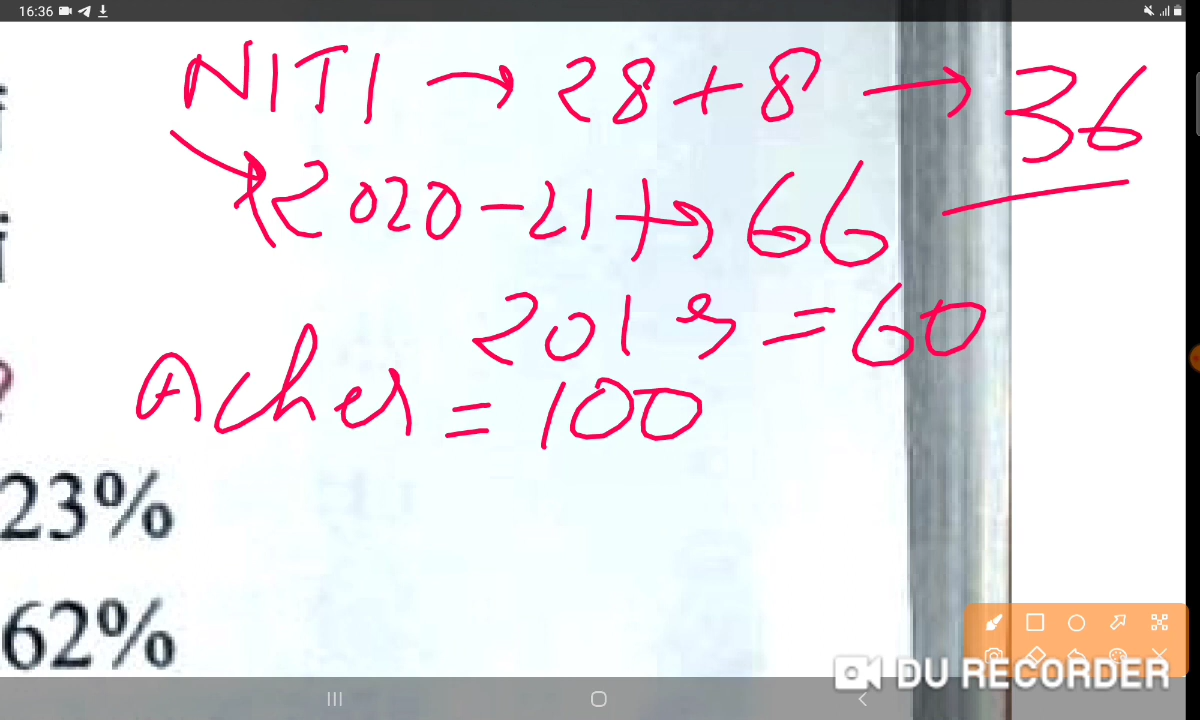 16:36
NITI → 28 + 8 → 36
→ 2020-21 → 66
2019 = 60
Acher = 100
23%
62%
DU RECORDER